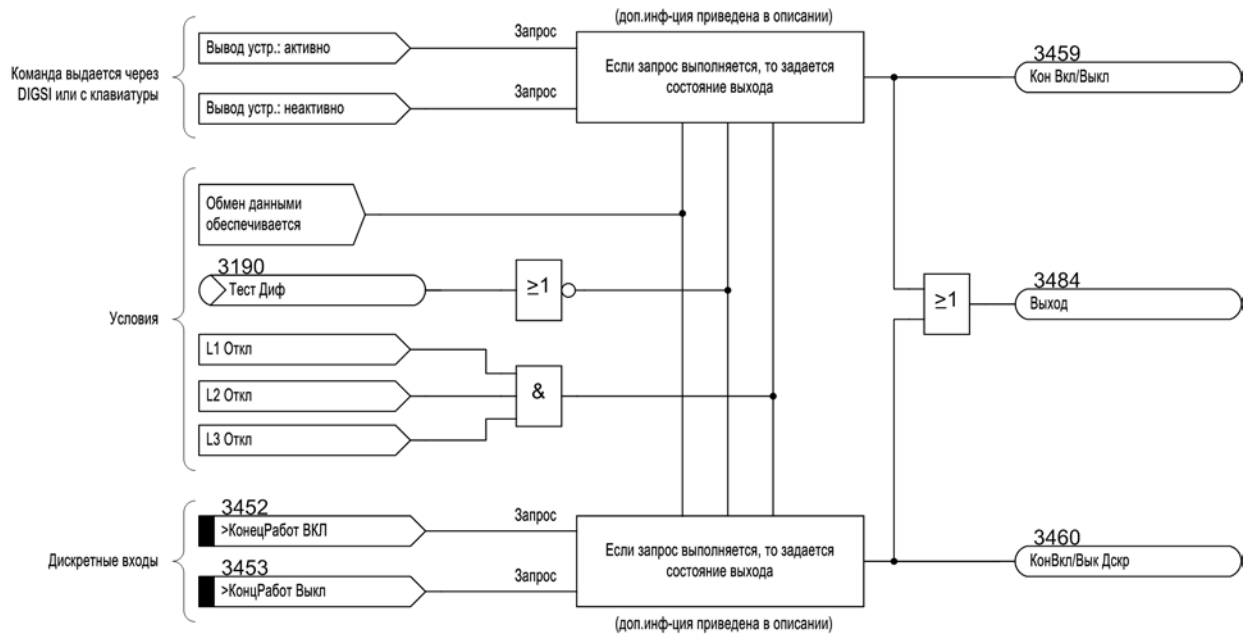 (доп.инф-ция приведена в описании)
Команда выдается через
DIGSI или с клавиатуры
Вывод устр.: активно
Запрос
Вывод устр.: неактивно
Запрос
Если запрос выполняется, то задается
состояние выхода
3459
Кон Вкл/Выкл
Условия
Обмен данными
обеспечивается
3190
Тест Диф
≥1
L1 Откл
L2 Откл
L3 Откл
&
≥1
3484
Выход
Дискретные входы
3452
>КонецРабот ВКЛ
Запрос
3453
>КонцРабот Выкл
Запрос
Если запрос выполняется, то задается
состояние выхода
3460
КонВкл/Вык Дскр
(доп.инф-ция приведена в описании)